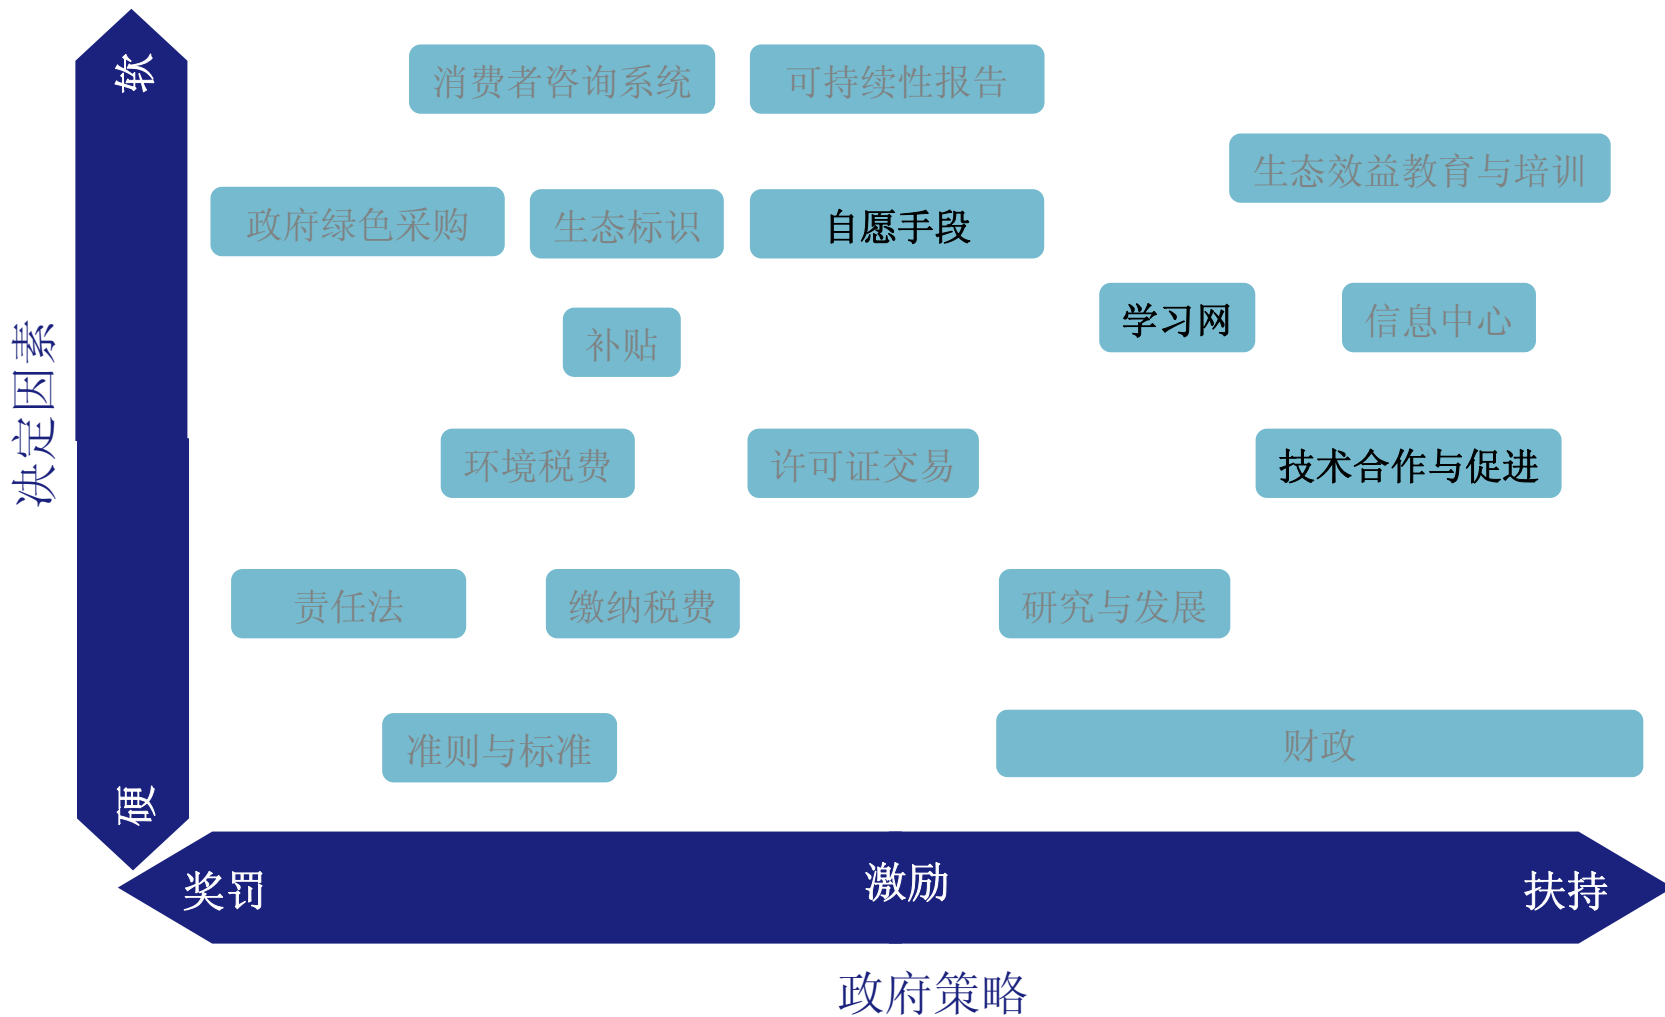 软
消费者咨询系统
可持续性报告
生态效益教育与培训
政府绿色采购
生态标识
自愿手段
学习网
信息中心
补贴
决定因素
环境税费
许可证交易
技术合作与促进
责任法
缴纳税费
研究与发展
准则与标准
财政
硬
奖罚
激励
扶持
政府策略